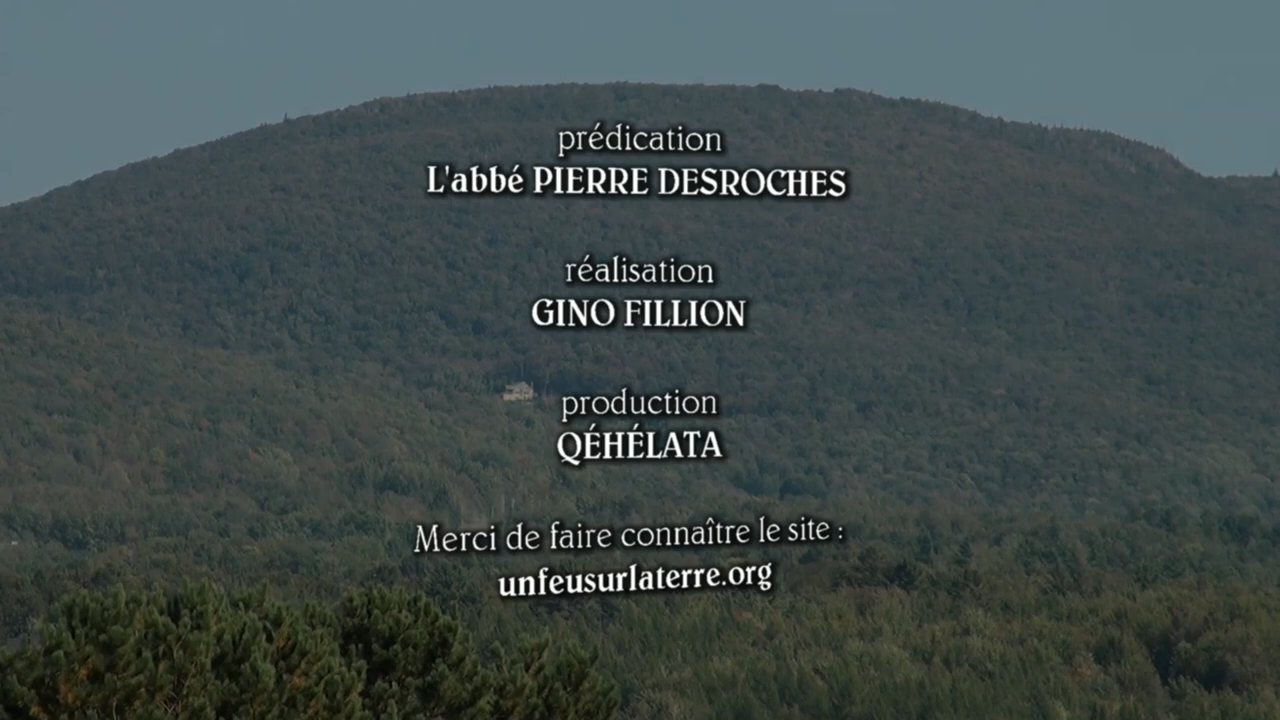 prédication
L'abbé PIERRE DESROCHES
réalisation
GINO FILLION
production
QÉHÉLATA
Merci de faire connaître le site :
unfeusurlaterre.org